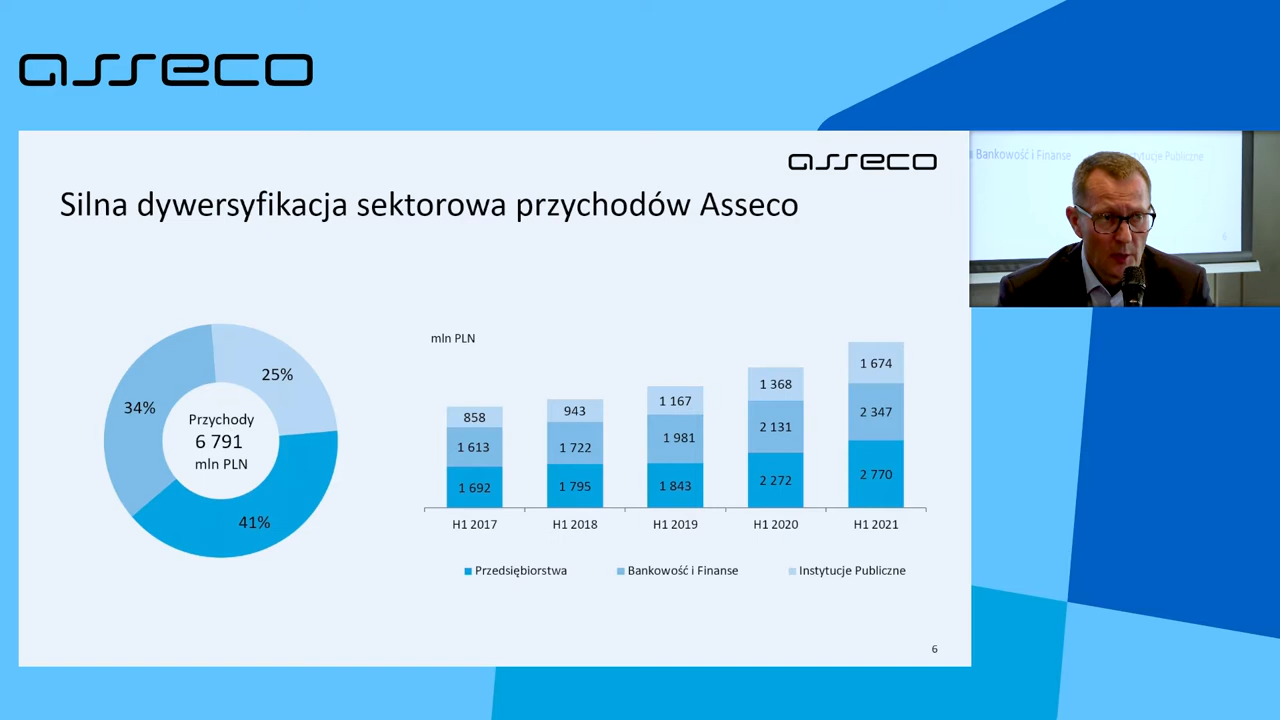 asseco
asseco
Silna dywersyfikacja sektorowa przychodów Asseco
25%
34%
Przychody
6 791
mln PLN
41%
mln PLN
858
943
1 167
1 368
1 674
1 613
1 722
1 981
2 131
2 347
1 692
1 795
1 843
2 272
2 770
H1 2017
H1 2018
H1 2019
H1 2020
H1 2021
Przedsiębiorstwa
Bankowość i Finanse
Instytucje Publiczne
6
Bankowość i Finanse
Publiczne
6